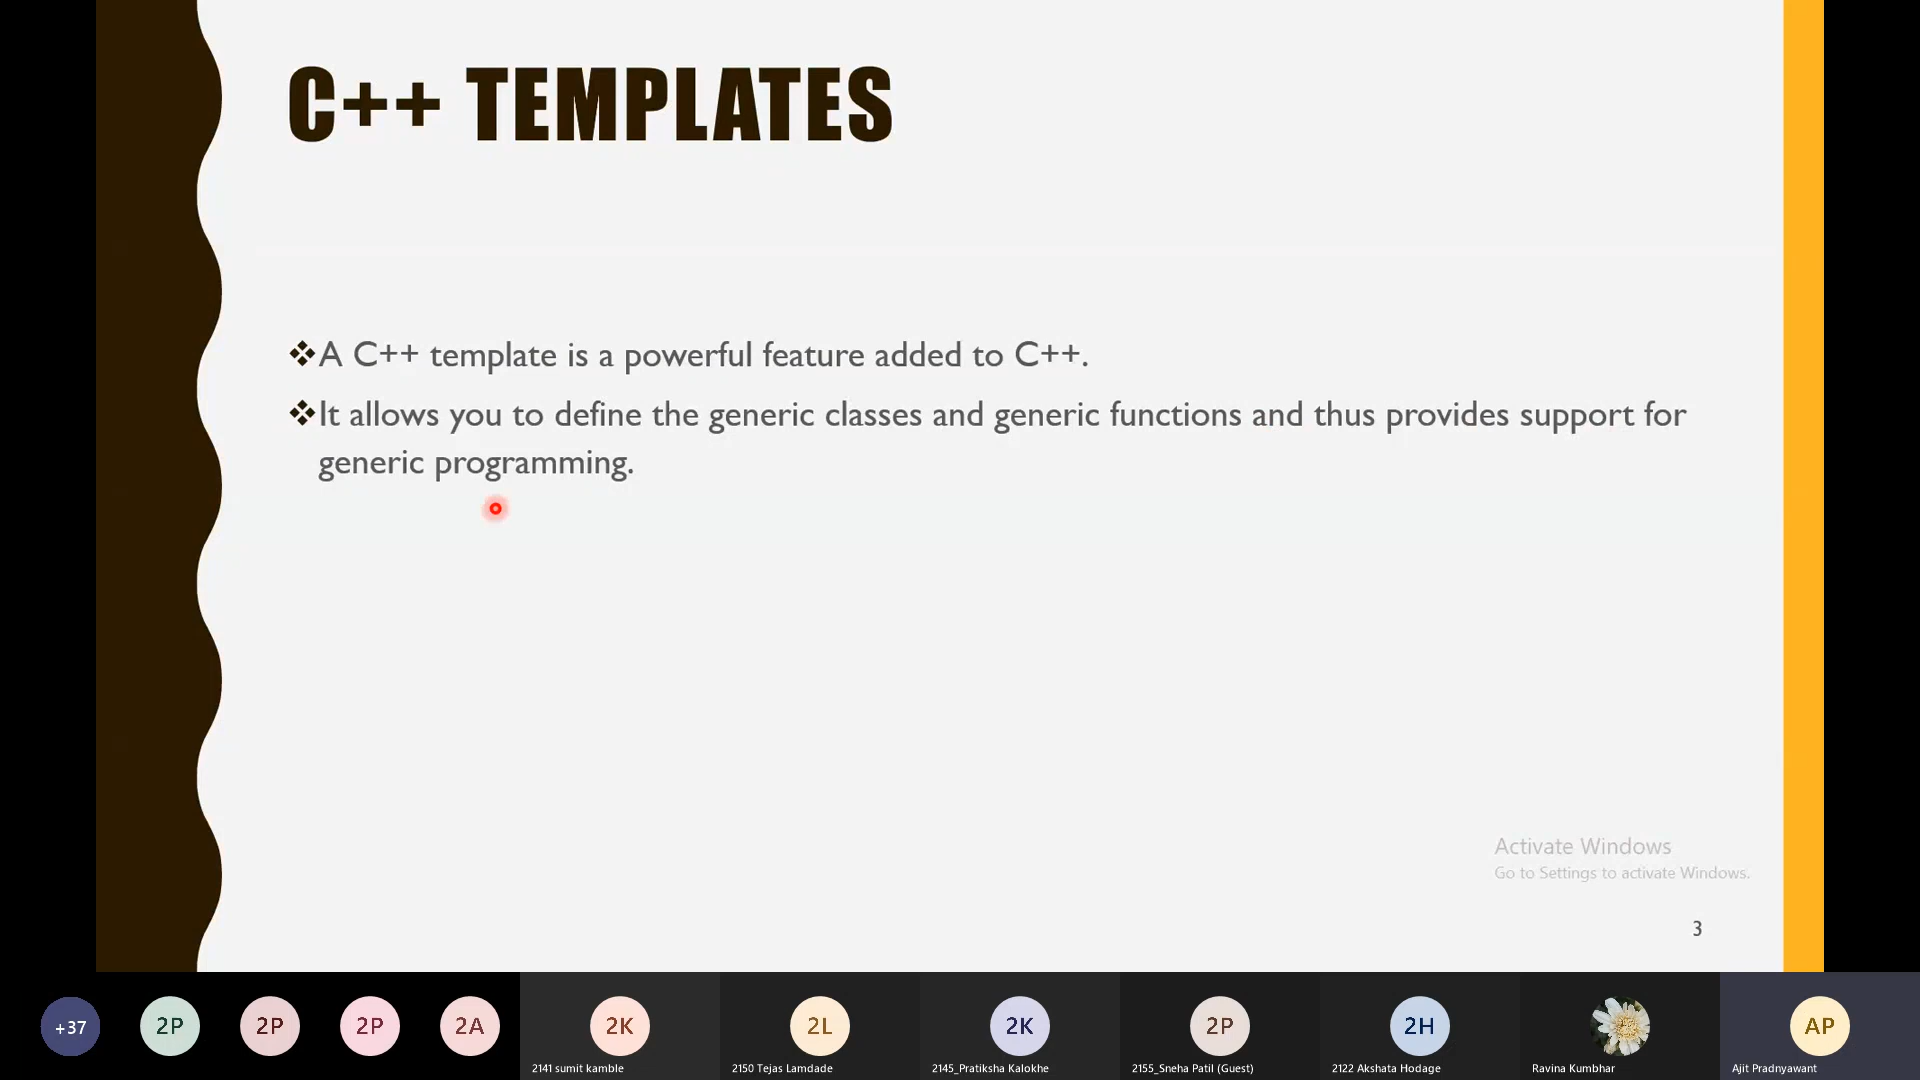 C++ TEMPLATES
A C++ template is a powerful feature added to C++.
It allows you to define the generic classes and generic functions and thus provides support for
generic programming.
Activate Windows
Go to Settings to activate Windows.
3
+37
2P
2P
2P
2A
2K
2L
2K
2P
2H
AP
2141 sumit kamble
2150 Tejas Lamdade
2145_Pratiksha Kalokhe
2155_Sneha Patil (Guest)
2122 Akshata Hodage
Ravina Kumbhar
Ajit Pradnyawant